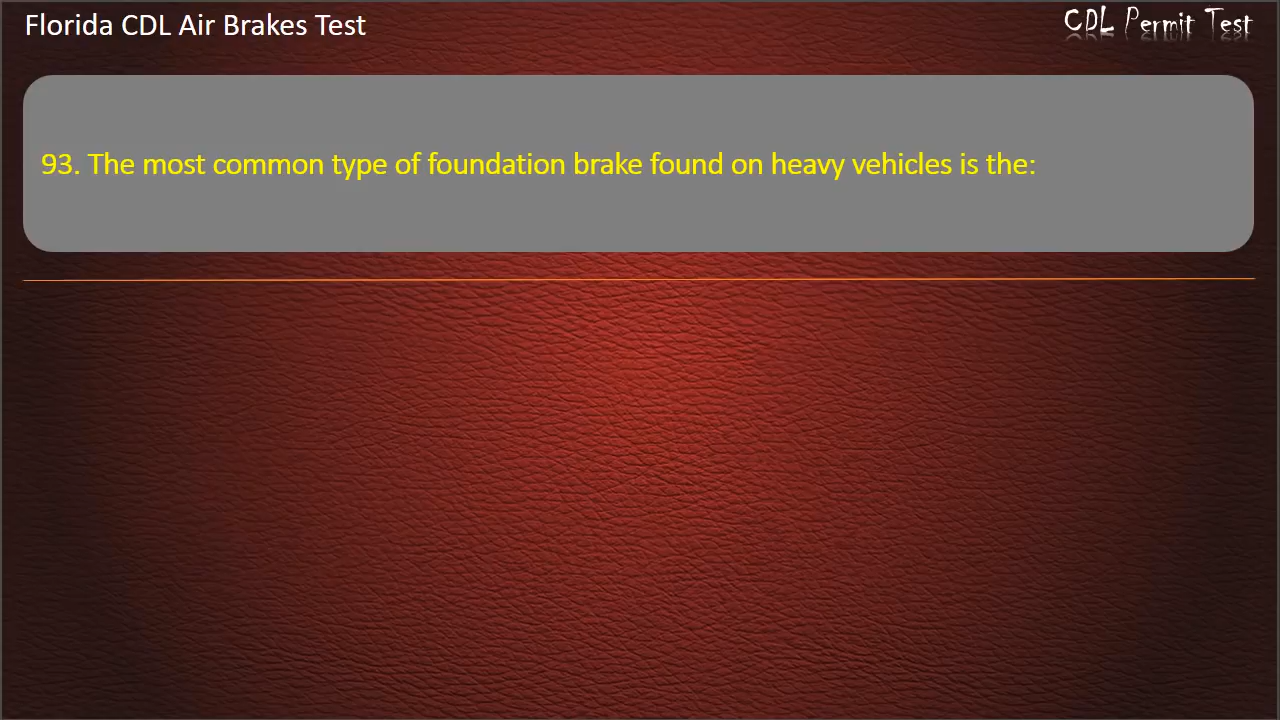 Florida CDL Air Brakes Test
CDL Permit Test
93. The most common type of foundation brake found on heavy vehicles is the: